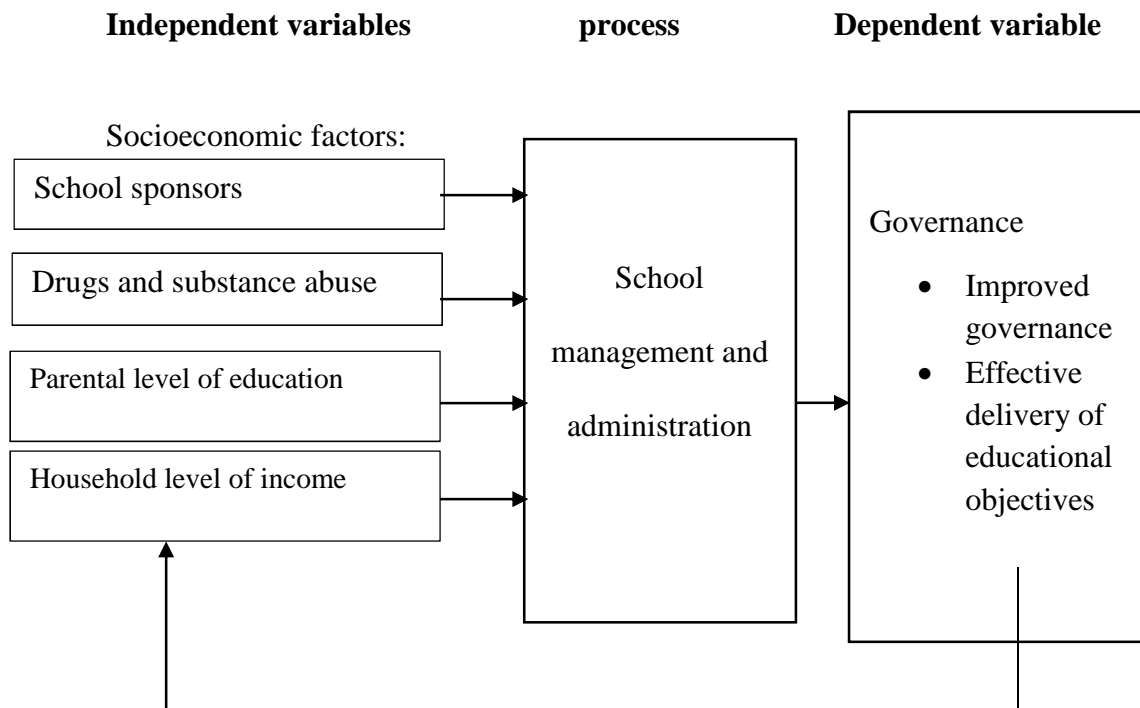 Independent variables process Dependent variable
Socioeconomic factors:
School sponsors
Drugs and substance abuse
Parental level of education
Household level of income
School
management and
administration
Governance
• Improved
governance
• Effective
delivery of
educational
objectives